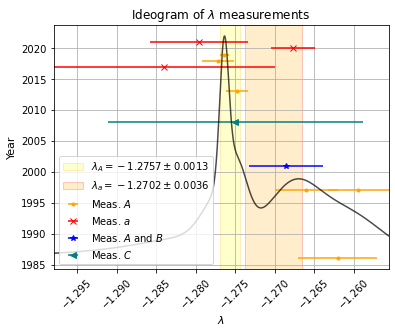 Ideogram of λ measurements
Year
2020
2015
2010
2005
2000
1995
1990
1985
λ_A = −1.2757 ± 0.0013
λ_a = −1.2702 ± 0.0036
Meas. A
Meas. a
Meas. A and B
Meas. C
−1.295 −1.290 −1.285 −1.280 −1.275 −1.270 −1.265 −1.260
λ